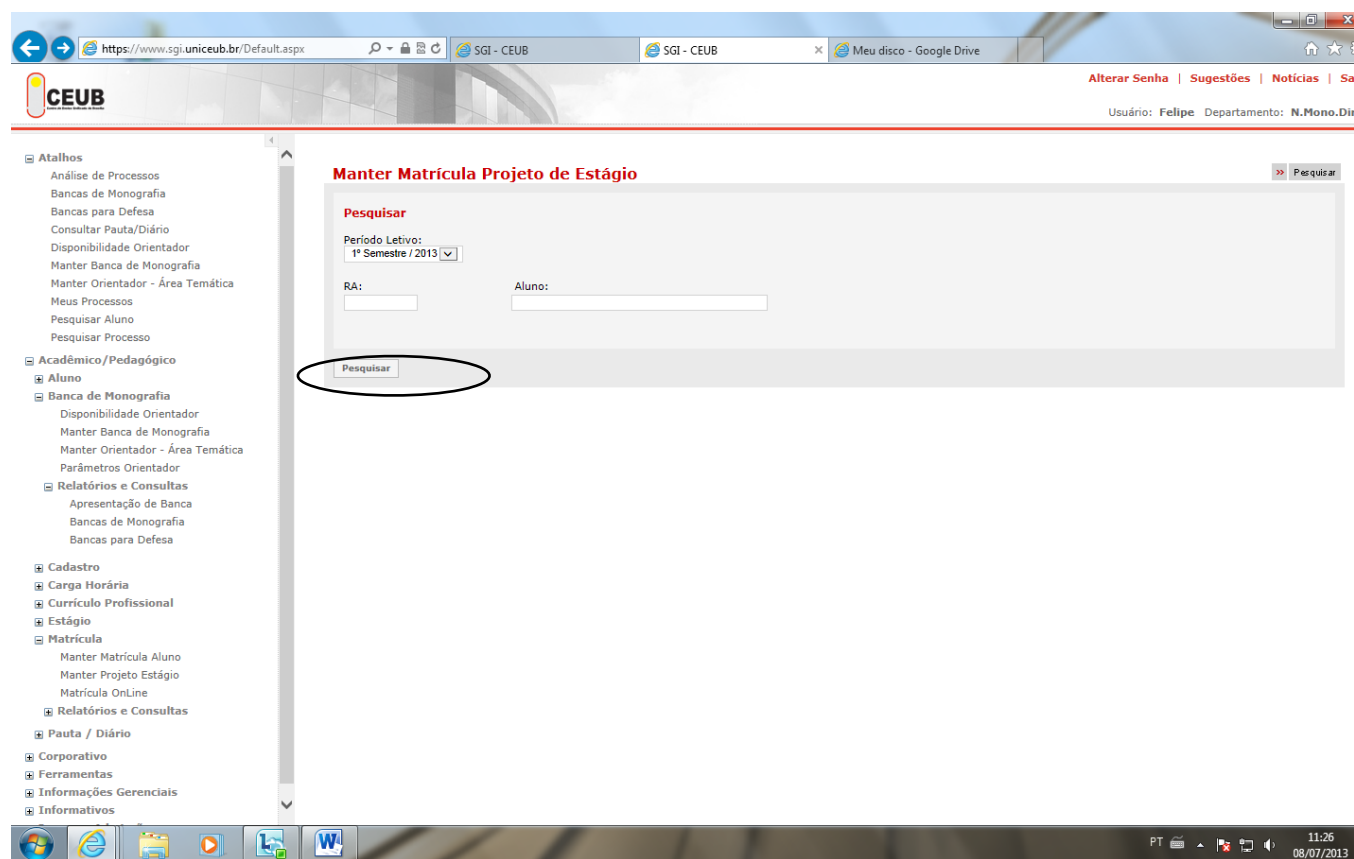 https://www.sgi.uniceub.br/Default.aspx
SGI - CEUB
SGI - CEUB
Meu disco - Google Drive
CEUB
Alterar Senha | Sugestões | Notícias | Sa
Usuário: Felipe Departamento: N.Mono.Dir
Atalhos
Análise de Processos
Bancas de Monografia
Bancas para Defesa
Consultar Pauta/Diário
Disponibilidade Orientador
Manter Banca de Monografia
Manter Orientador - Área Temática
Meus Processos
Pesquisar Aluno
Pesquisar Processo
Acadêmico/Pedagógico
Aluno
Banca de Monografia
Disponibilidade Orientador
Manter Banca de Monografia
Manter Orientador - Área Temática
Parâmetros Orientador
Relatórios e Consultas
Apresentação de Banca
Bancas de Monografia
Bancas para Defesa
Cadastro
Carga Horária
Currículo Profissional
Estágio
Matrícula
Manter Matrícula Aluno
Manter Projeto Estágio
Matrícula OnLine
Relatórios e Consultas
Pauta / Diário
Corporativo
Ferramentas
Informações Gerenciais
Informativos
Manter Matrícula Projeto de Estágio
Pesquisar
Pesquisar
Período Letivo:
1º Semestre / 2013
RA: Aluno:
Pesquisar
PT
11:26
08/07/2013